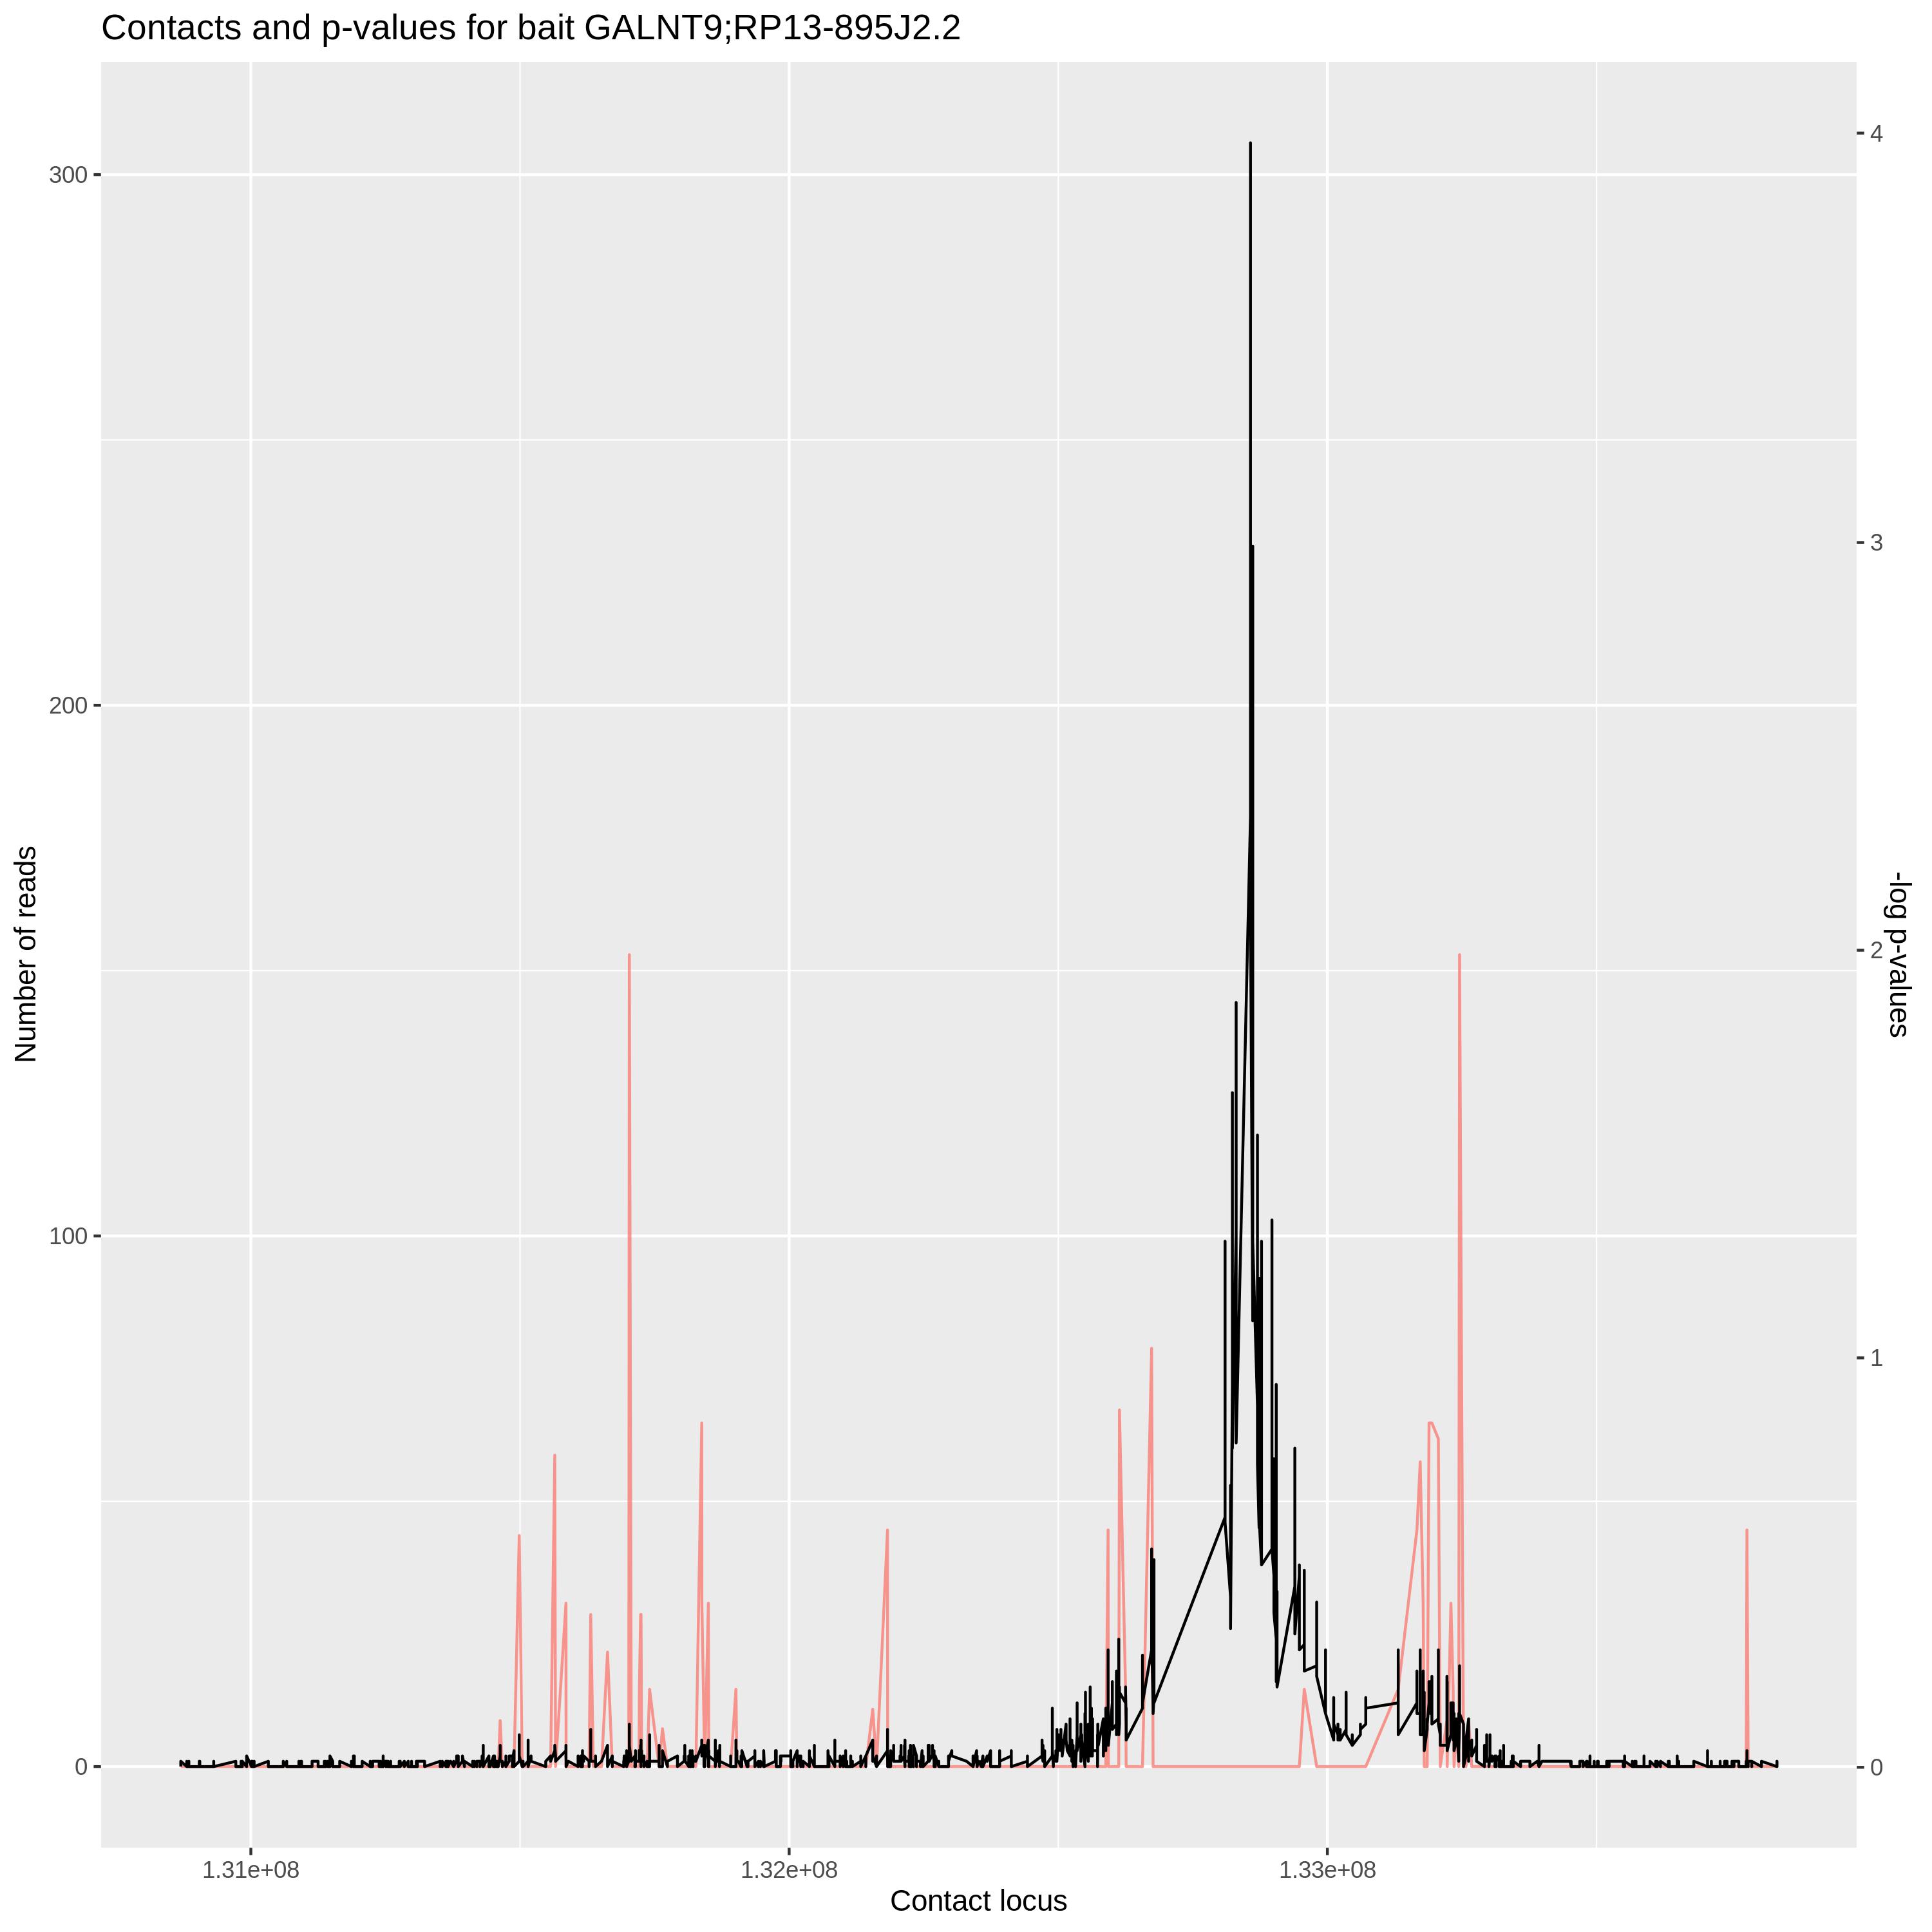 Contacts and p-values for bait GALNT9;RP13-895J2.2
300
200
100
0
Number of reads
4
3
2
1
0
-log p-values
1.31e+08 1.32e+08 1.33e+08
Contact locus